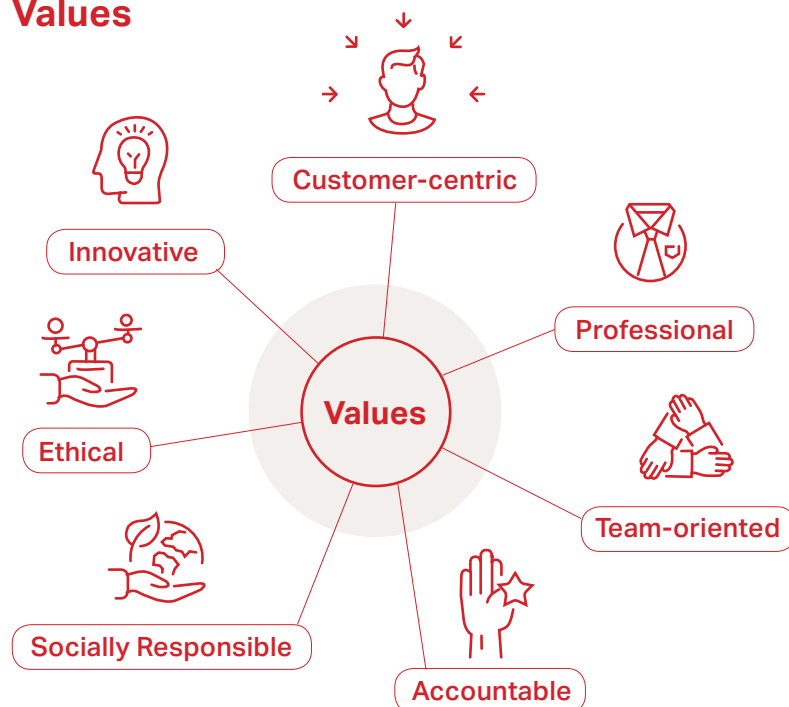 Values
Customer-centric
Innovative
Professional
Values
Ethical
Team-oriented
Socially Responsible
Accountable